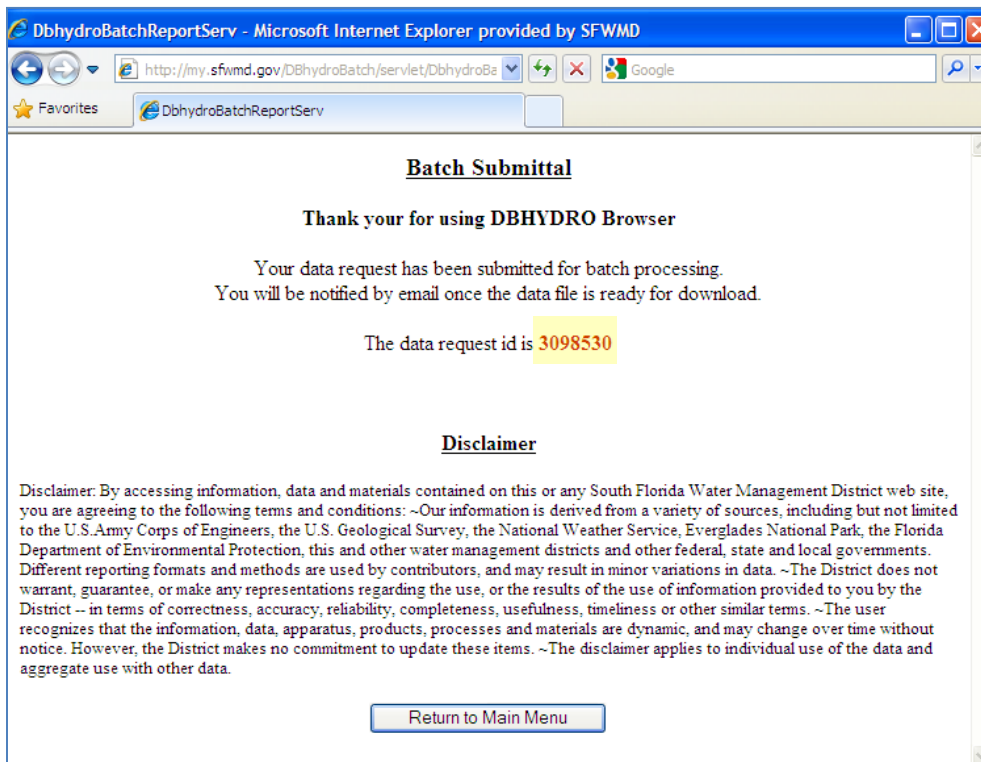 DbhydroBatchReportServ - Microsoft Internet Explorer provided by SFWMD
http://my.sfwmd.gov/DBhydroBatch/servlet/DbhydroBa
Google
Favorites
DbhydroBatchReportServ
Batch Submittal
Thank your for using DBHYDRO Browser
Your data request has been submitted for batch processing.
You will be notified by email once the data file is ready for download.
The data request id is 3098530
Disclaimer
Disclaimer: By accessing information, data and materials contained on this or any South Florida Water Management District web site,
you are agreeing to the following terms and conditions: ~Our information is derived from a variety of sources, including but not limited
to the U.S.Army Corps of Engineers, the U.S. Geological Survey, the National Weather Service, Everglades National Park, the Florida
Department of Environmental Protection, this and other water management districts and other federal, state and local governments.
Different reporting formats and methods are used by contributors, and may result in minor variations in data. ~The District does not
warrant, guarantee, or make any representations regarding the use, or the results of the use of information provided to you by the
District -- in terms of correctness, accuracy, reliability, completeness, usefulness, timeliness or other similar terms. ~The user
recognizes that the information, data, apparatus, products, processes and materials are dynamic, and may change over time without
notice. However, the District makes no commitment to update these items. ~The disclaimer applies to individual use of the data and
aggregate use with other data.
Return to Main Menu